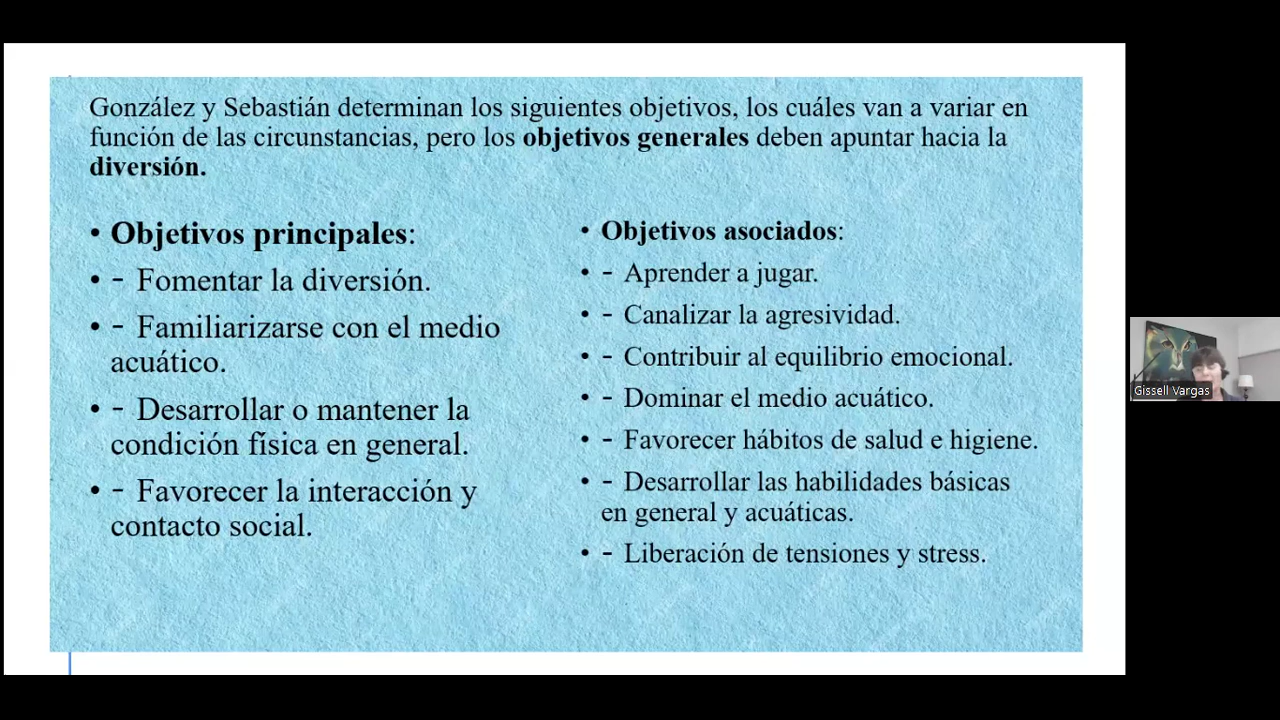 González y Sebastián determinan los siguientes objetivos, los cuáles van a variar en
función de las circunstancias, pero los objetivos generales deben apuntar hacia la
diversión.
• Objetivos principales:
• - Fomentar la diversión.
• - Familiarizarse con el medio
acuático.
• - Desarrollar o mantener la
condición física en general.
• - Favorecer la interacción y
contacto social.
• Objetivos asociados:
• - Aprender a jugar.
• - Canalizar la agresividad.
• - Contribuir al equilibrio emocional.
• - Dominar el medio acuático.
• - Favorecer hábitos de salud e higiene.
• - Desarrollar las habilidades básicas
en general y acuáticas.
• - Liberación de tensiones y stress.
Gissell Vargas